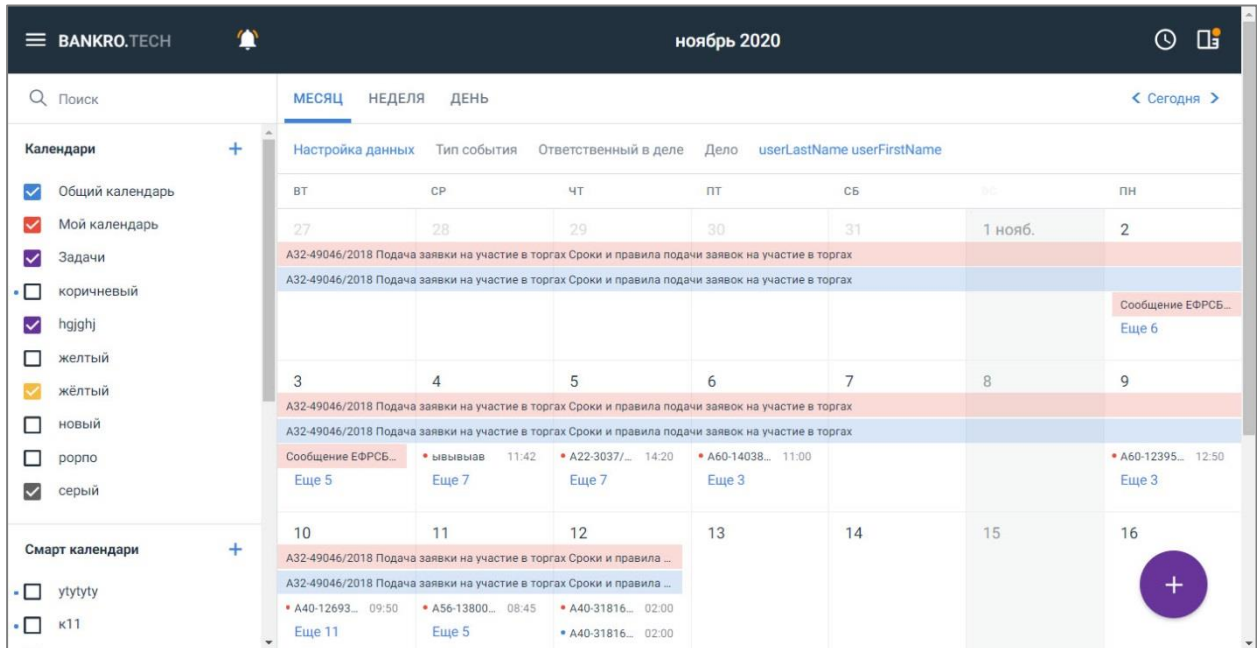 BANKRO.TECH
ноябрь 2020
Поиск
МЕСЯЦ НЕДЕЛЯ ДЕНЬ
Сегодня
Календари
Настройка данных Тип события Ответственный в деле Дело userLastName userFirstName
Общий календарь
Мой календарь
Задачи
коричневый
hgjghj
желтый
жёлтый
новый
рорпо
серый
Смарт календари
ytytyty
к11
ВТ СР ЧТ ПТ СБ ВС ПН
27 28 29 30 31 1 нояб. 2
А32-49046/2018 Подача заявки на участие в торгах Сроки и правила подачи заявок на участие в торгах
А32-49046/2018 Подача заявки на участие в торгах Сроки и правила подачи заявок на участие в торгах
Сообщение ЕФРСБ...
Еще 6
3 4 5 6 7 8 9
А32-49046/2018 Подача заявки на участие в торгах Сроки и правила подачи заявок на участие в торгах
А32-49046/2018 Подача заявки на участие в торгах Сроки и правила подачи заявок на участие в торгах
Сообщение ЕФРСБ... ывывыав 11:42 А22-3037/... 14:20 А60-14038... 11:00 А60-12395... 12:50
Еще 5 Еще 7 Еще 7 Еще 3 Еще 3
10 11 12 13 14 15 16
А32-49046/2018 Подача заявки на участие в торгах Сроки и правила ...
А32-49046/2018 Подача заявки на участие в торгах Сроки и правила ...
А40-12693... 09:50 А56-13800... 08:45 А40-31816... 02:00
Еще 11 Еще 5 А40-31816... 02:00